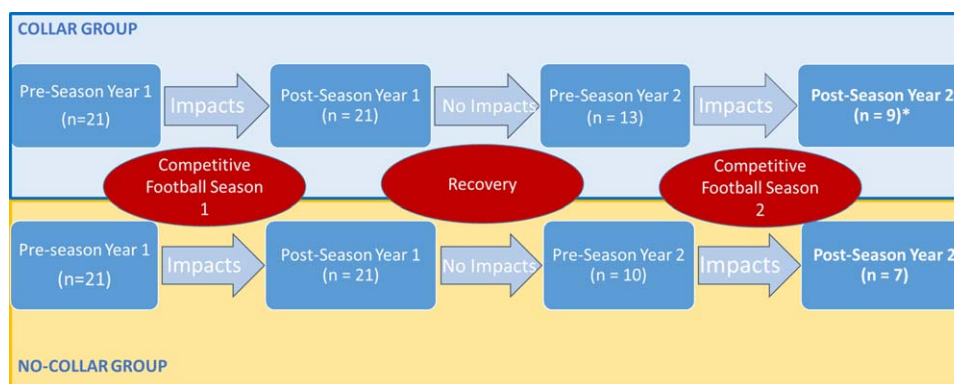 COLLAR GROUP
Pre-Season Year 1
(n=21)
Impacts
Post-Season Year 1
(n = 21)
No Impacts
Pre-Season Year 2
(n = 13)
Impacts
Post-Season Year 2
(n = 9)*
Competitive
Football Season
1
Recovery
Competitive
Football Season
2
Pre-season Year 1
(n=21)
Impacts
Post-Season Year 1
(n = 21)
No Impacts
Pre-Season Year 2
(n = 10)
Impacts
Post-Season Year 2
(n = 7)
NO-COLLAR GROUP